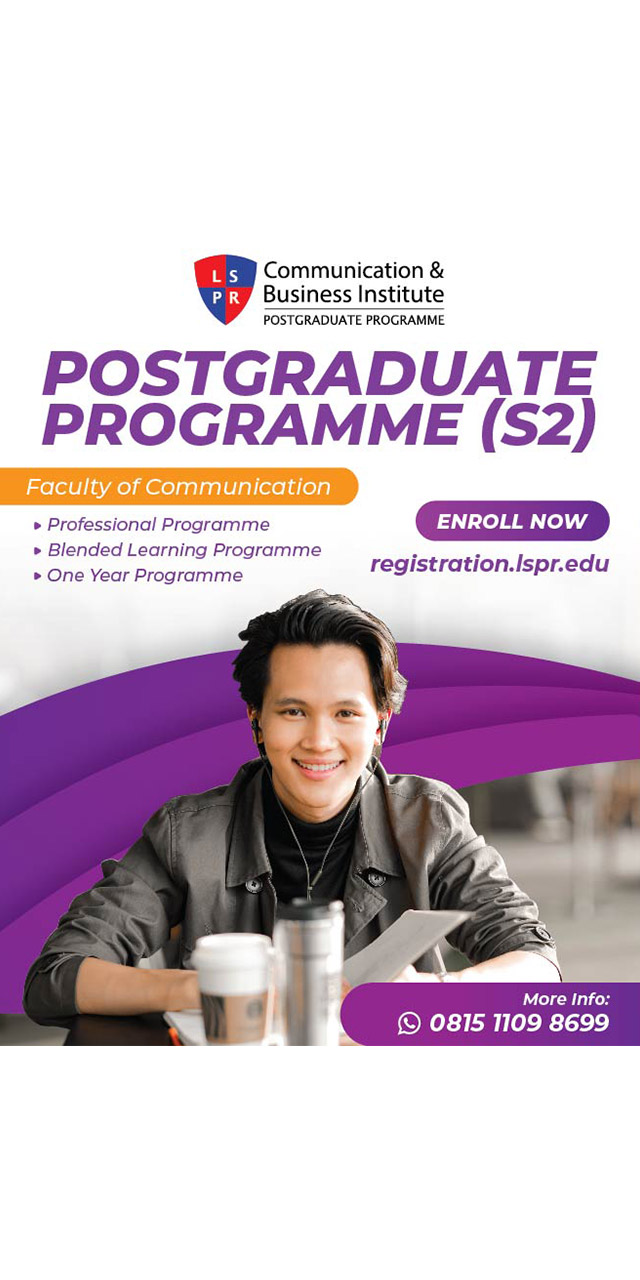 L S
P R
Communication &
Business Institute
POSTGRADUATE PROGRAMME
POSTGRADUATE
PROGRAMME (S2)
Faculty of Communication
Professional Programme
Blended Learning Programme
One Year Programme
ENROLL NOW
registration.lspr.edu
More Info:
0815 1109 8699